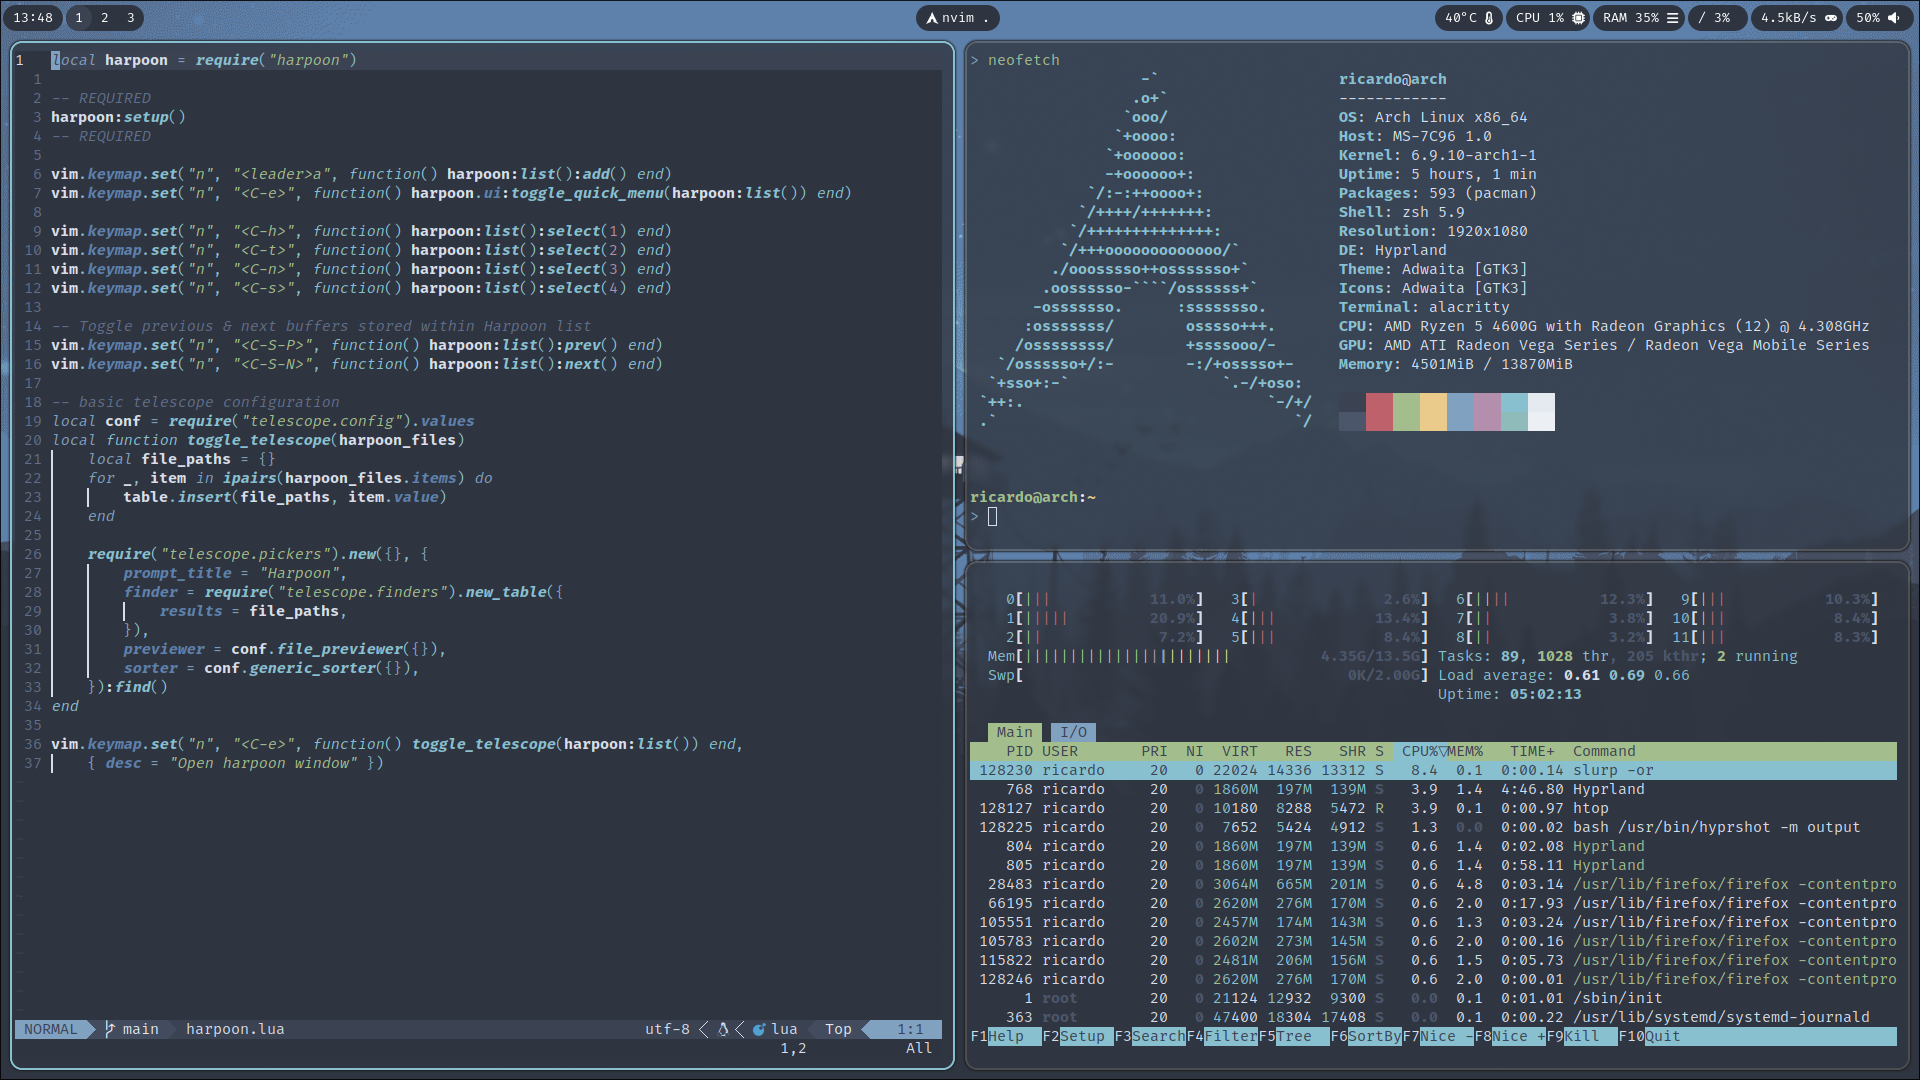 13:48 1 2 3
nvim .
40°C CPU 1% RAM 35% / 3% 4.5kB/s 50%
1 local harpoon = require("harpoon")
1
2 -- REQUIRED
3 harpoon:setup()
4 -- REQUIRED
5
6 vim.keymap.set("n", "<leader>a", function() harpoon:list():add() end)
7 vim.keymap.set("n", "<C-e>", function() harpoon.ui:toggle_quick_menu(harpoon:list()) end)
8
9 vim.keymap.set("n", "<C-h>", function() harpoon:list():select(1) end)
10 vim.keymap.set("n", "<C-t>", function() harpoon:list():select(2) end)
11 vim.keymap.set("n", "<C-n>", function() harpoon:list():select(3) end)
12 vim.keymap.set("n", "<C-s>", function() harpoon:list():select(4) end)
13
14 -- Toggle previous & next buffers stored within Harpoon list
15 vim.keymap.set("n", "<C-S-P>", function() harpoon:list():prev() end)
16 vim.keymap.set("n", "<C-S-N>", function() harpoon:list():next() end)
17
18 -- basic telescope configuration
19 local conf = require("telescope.config").values
20 local function toggle_telescope(harpoon_files)
21 local file_paths = {}
22 for _, item in ipairs(harpoon_files.items) do
23 table.insert(file_paths, item.value)
24 end
25
26 require("telescope.pickers").new({}, {
27 prompt_title = "Harpoon",
28 finder = require("telescope.finders").new_table({
29 results = file_paths,
30 }),
31 previewer = conf.file_previewer({}),
32 sorter = conf.generic_sorter({}),
33 }):find()
34 end
35
36 vim.keymap.set("n", "<C-e>", function() toggle_telescope(harpoon:list()) end,
37 { desc = "Open harpoon window" })
NORMAL main harpoon.lua utf-8 lua Top 1:1
1,2 All
> neofetch
-`
.o+`
`ooo/
`+oooo:
`+oooooo:
-+oooooo+:
`/:-:++oooo+:
`/++++/+++++++:
`/++++++++++++++:
`/+++ooooooooooooo/`
./ooosssso++osssssso+`
.oossssso-````/ossssss+`
-osssssso. :ssssssso.
:osssssss/ osssso+++.
/ossssssss/ +ssssooo/-
`/ossssso+/:- -:/+osssso+-
`+sso+:-` `.-/+oso:
`++:. `-/+/
.` `/
ricardo@arch
------------
OS: Arch Linux x86_64
Host: MS-7C96 1.0
Kernel: 6.9.10-arch1-1
Uptime: 5 hours, 1 min
Packages: 593 (pacman)
Shell: zsh 5.9
Resolution: 1920x1080
DE: Hyprland
Theme: Adwaita [GTK3]
Icons: Adwaita [GTK3]
Terminal: alacritty
CPU: AMD Ryzen 5 4600G with Radeon Graphics (12) @ 4.308GHz
GPU: AMD ATI Radeon Vega Series / Radeon Vega Mobile Series
Memory: 4501MiB / 13870MiB
ricardo@arch:~
>
0[||| 11.0%] 3[| 2.6%] 6[|||| 12.3%] 9[||| 10.3%]
1[||||| 20.9%] 4[||| 13.4%] 7[|| 3.8%] 10[||| 8.4%]
2[|| 7.2%] 5[||| 8.4%] 8[|| 3.2%] 11[||| 8.3%]
Mem[||||||||||||||||||||||| 4.35G/13.5G] Tasks: 89, 1028 thr, 205 kthr; 2 running
Swp[ 0K/2.00G] Load average: 0.61 0.69 0.66
Uptime: 05:02:13
Main I/O
PID USER PRI NI VIRT RES SHR S CPU%▽MEM% TIME+ Command
128230 ricardo 20 0 22024 14336 13312 S 8.4 0.1 0:00.14 slurp -or
768 ricardo 20 0 1860M 197M 139M S 3.9 1.4 4:46.80 Hyprland
128127 ricardo 20 0 10180 8288 5472 R 3.9 0.1 0:00.97 htop
128225 ricardo 20 0 7652 5424 4912 S 1.3 0.0 0:00.02 bash /usr/bin/hyprshot -m output
804 ricardo 20 0 1860M 197M 139M S 0.6 1.4 0:02.08 Hyprland
805 ricardo 20 0 1860M 197M 139M S 0.6 1.4 0:58.11 Hyprland
28483 ricardo 20 0 3064M 665M 201M S 0.6 4.8 0:03.14 /usr/lib/firefox/firefox -contentpro
66195 ricardo 20 0 2620M 276M 170M S 0.6 2.0 0:17.93 /usr/lib/firefox/firefox -contentpro
105551 ricardo 20 0 2457M 174M 143M S 0.6 1.3 0:03.24 /usr/lib/firefox/firefox -contentpro
105783 ricardo 20 0 2602M 273M 145M S 0.6 2.0 0:00.16 /usr/lib/firefox/firefox -contentpro
115822 ricardo 20 0 2481M 206M 156M S 0.6 1.5 0:05.73 /usr/lib/firefox/firefox -contentpro
128246 ricardo 20 0 2620M 276M 170M S 0.6 2.0 0:00.01 /usr/lib/firefox/firefox -contentpro
1 root 20 0 21124 12932 9300 S 0.0 0.1 0:01.01 /sbin/init
363 root 20 0 47400 18304 17408 S 0.0 0.1 0:00.22 /usr/lib/systemd/systemd-journald
F1Help F2Setup F3SearchF4FilterF5Tree F6SortByF7Nice -F8Nice +F9Kill F10Quit